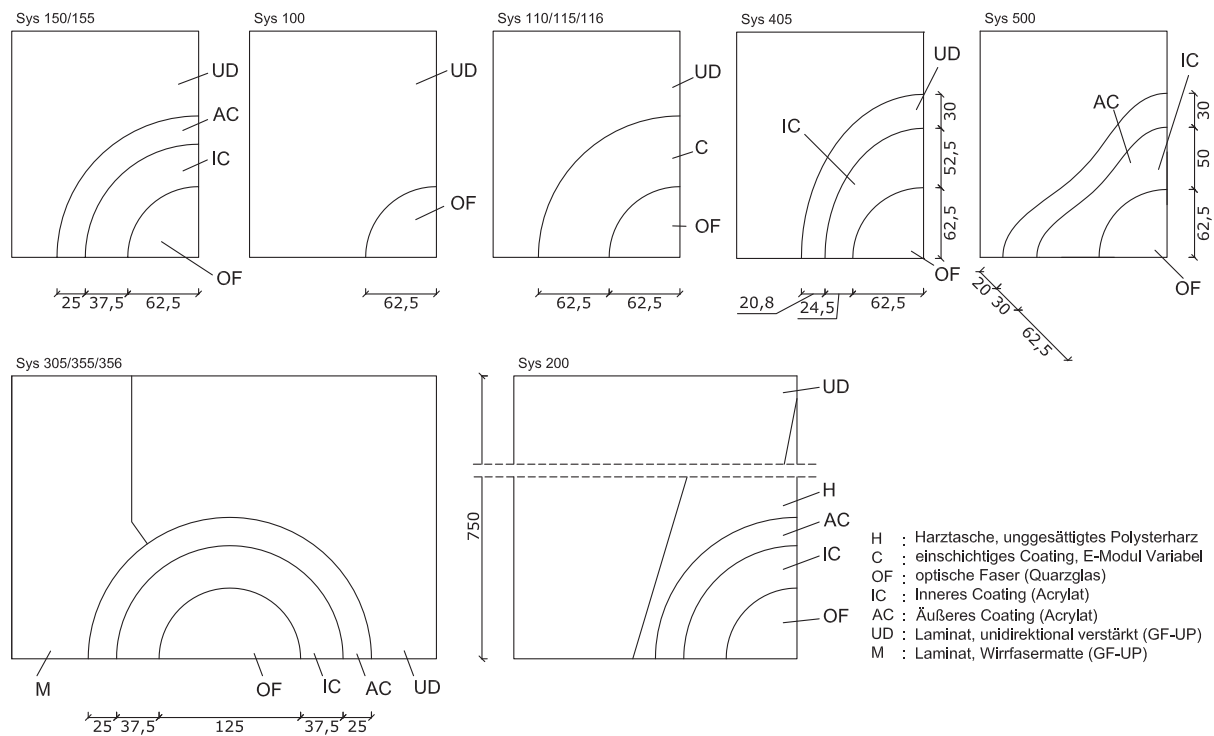 Sys 150/155
UD
AC
IC
OF
25 37,5 62,5
Sys 100
UD
OF
62,5
Sys 110/115/116
UD
C
OF
62,5 62,5
Sys 405
UD
IC
OF
30
52,5
62,5
20,8 24,5 62,5
Sys 500
IC
AC
OF
30
50
62,5
20 30 62,5
Sys 305/355/356
M OF IC AC UD
25 37,5 125 37,5 25
Sys 200
750
UD
H
AC
IC
OF
H : Harztasche, unggesättigtes Polysterharz
C : einschichtiges Coating, E-Modul Variabel
OF : optische Faser (Quarzglas)
IC : Inneres Coating (Acrylat)
AC : Äußeres Coating (Acrylat)
UD : Laminat, unidirektional verstärkt (GF-UP)
M : Laminat, Wirrfasermatte (GF-UP)